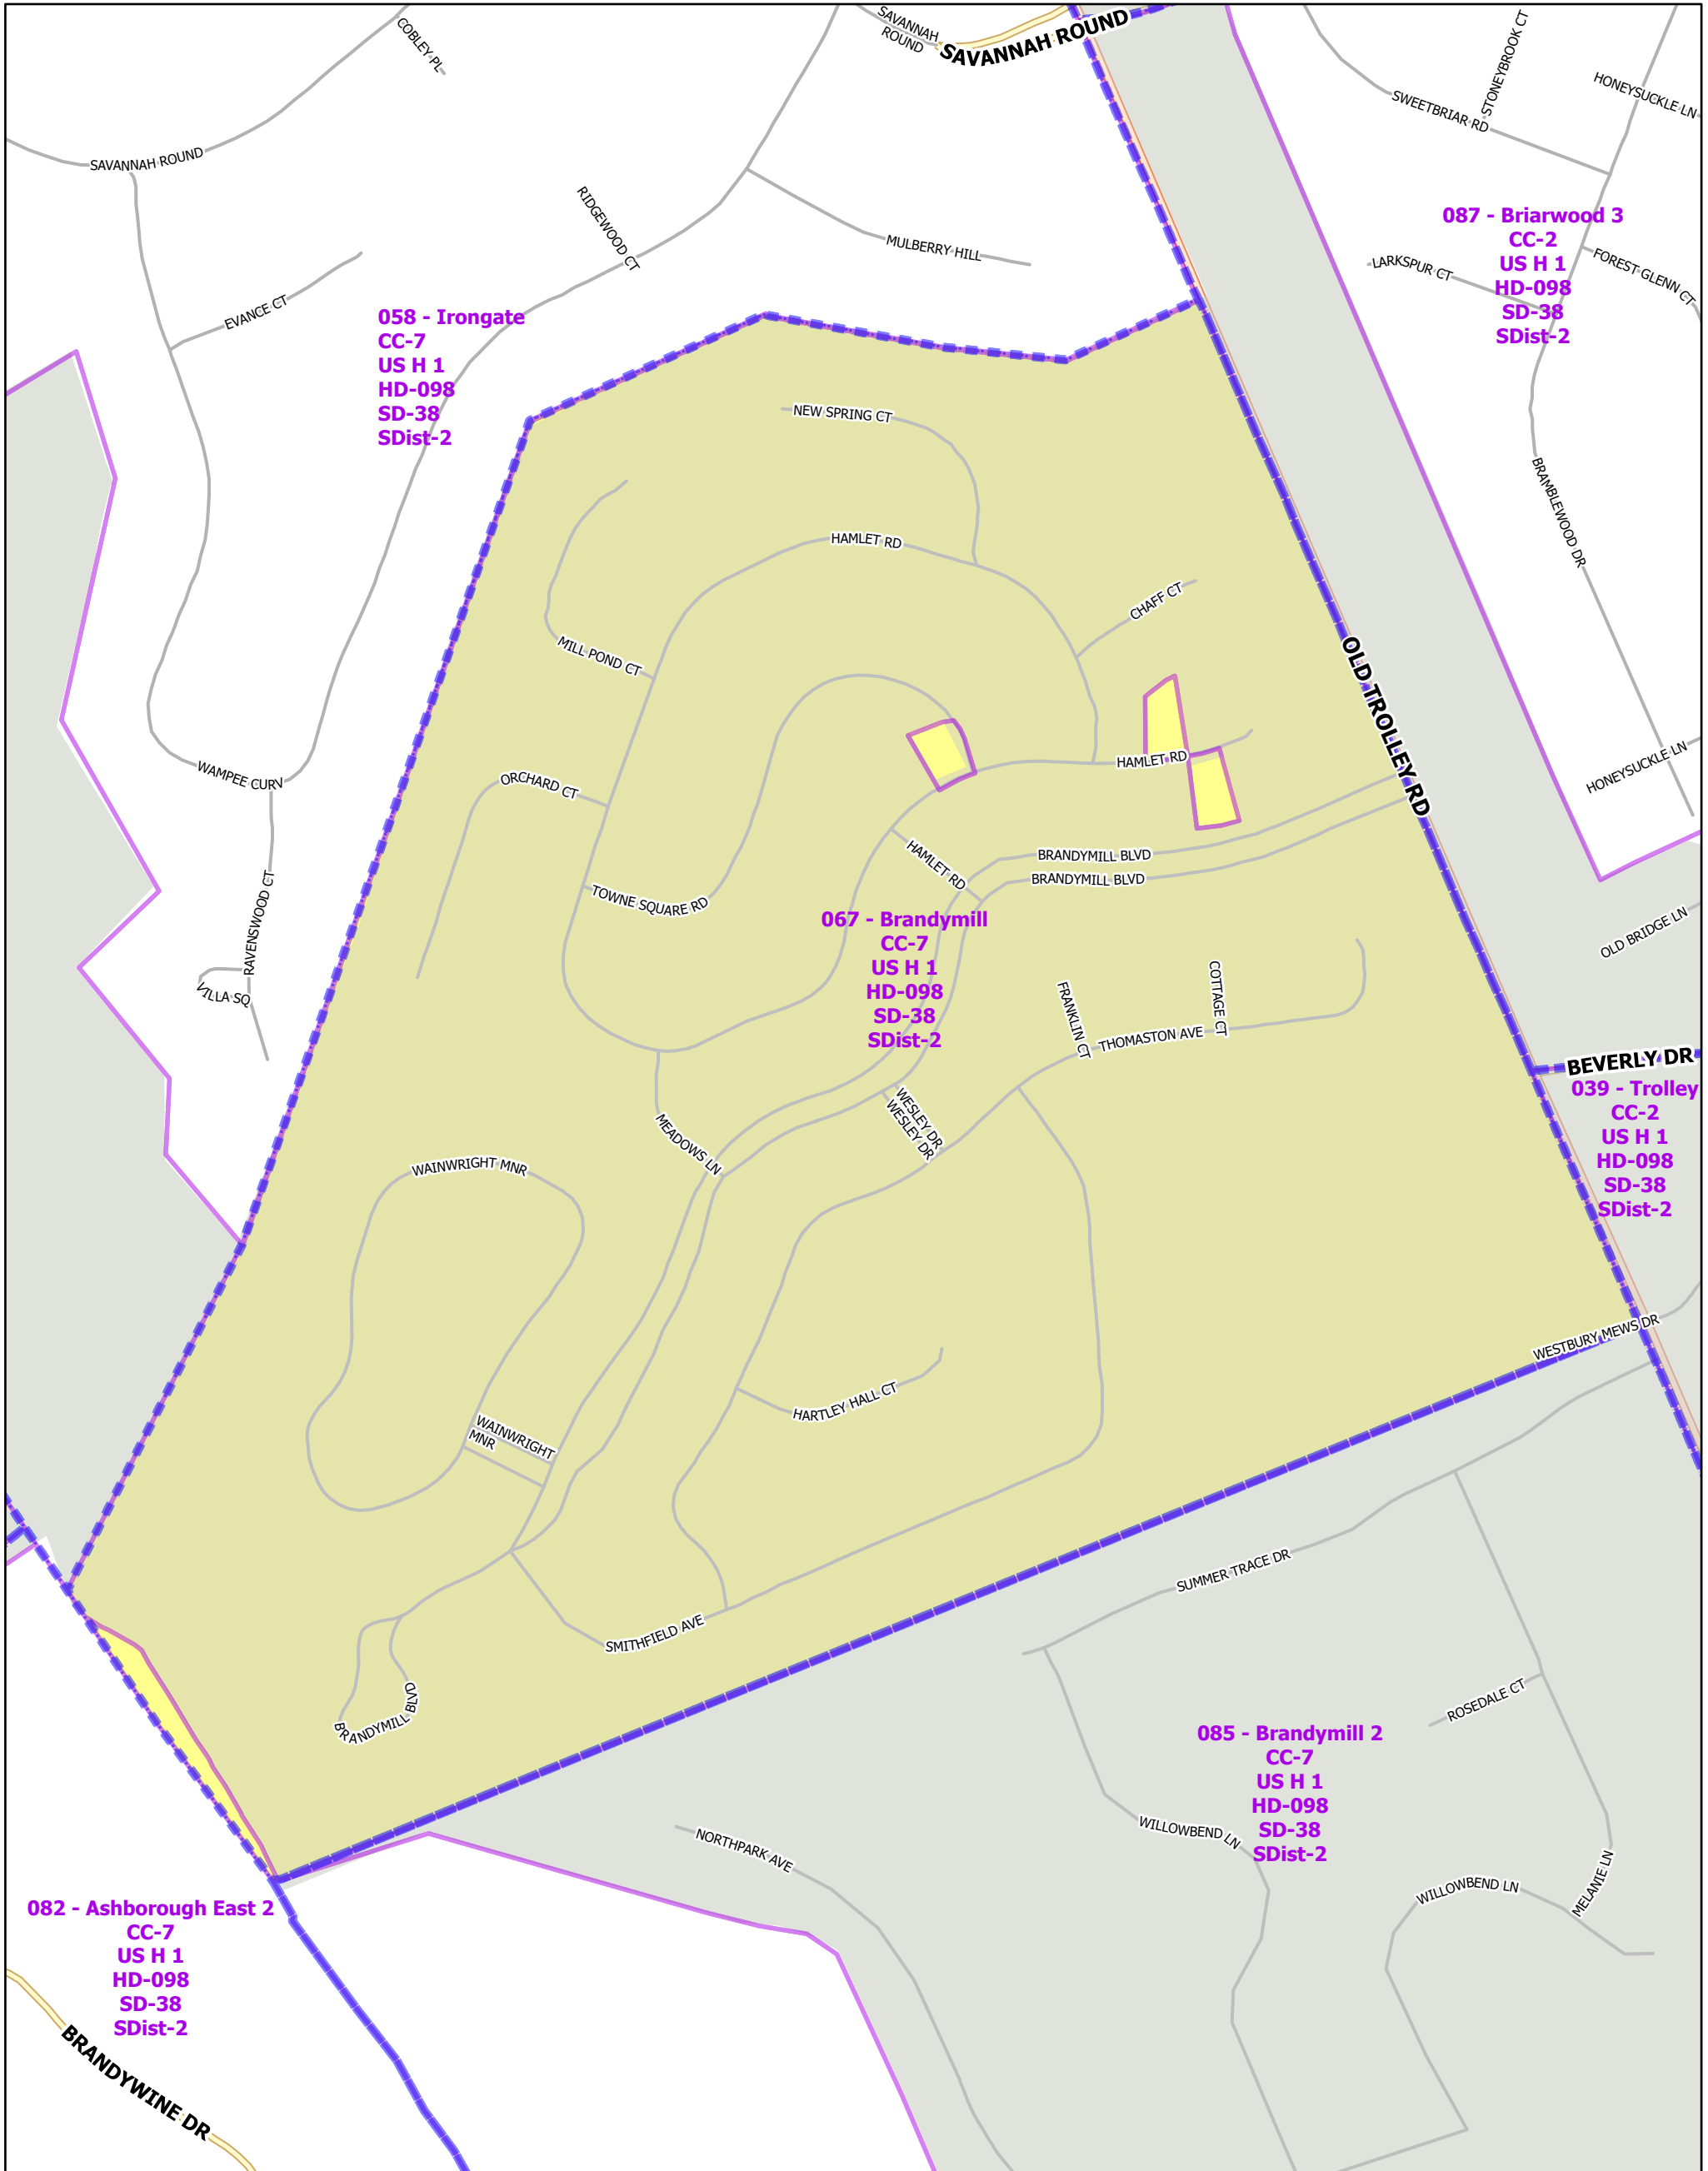 COBLEY PL
SAVANNAH
ROUND
SAVANNAH ROUND
STONEYBROOK CT
SWEETBRIAR RD
HONEYSUCKLE LN
SAVANNAH ROUND
RIDGEWOOD CT
MULBERRY HILL
087 - Briarwood 3
CC-2
US H 1
HD-098
SD-38
SDist-2
LARKSPUR CT
FOREST GLENN CT
EVANCE CT
058 - Irongate
CC-7
US H 1
HD-098
SD-38
SDist-2
NEW SPRING CT
BRAMBLEWOOD DR
HAMLET RD
CHAFF CT
MILL POND CT
OLD TROLLEY RD
HONEYSUCKLE LN
WAMPEE CURV
ORCHARD CT
HAMLET RD
HAMLET RD
BRANDYMILL BLVD
BRANDYMILL BLVD
TOWNE SQUARE RD
RAVENSWOOD CT
VILLA SQ
067 - Brandymill
CC-7
US H 1
HD-098
SD-38
SDist-2
OLD BRIDGE LN
FRANKLIN CT
COTTAGE CT
THOMASTON AVE
BEVERLY DR
039 - Trolley
CC-2
US H 1
HD-098
SD-38
SDist-2
WESLEY DR
WESLEY DR
MEADOWS LN
WAINWRIGHT MNR
WESTBURY MEWS DR
HARTLEY HALL CT
WAINWRIGHT
MNR
SUMMER TRACE DR
SMITHFIELD AVE
BRANDYMILL BLVD
ROSEDALE CT
085 - Brandymill 2
CC-7
US H 1
HD-098
SD-38
SDist-2
NORTHPARK AVE
WILLOWBEND LN
WILLOWBEND LN
MELANIE LN
082 - Ashborough East 2
CC-7
US H 1
HD-098
SD-38
SDist-2
BRANDYWINE DR